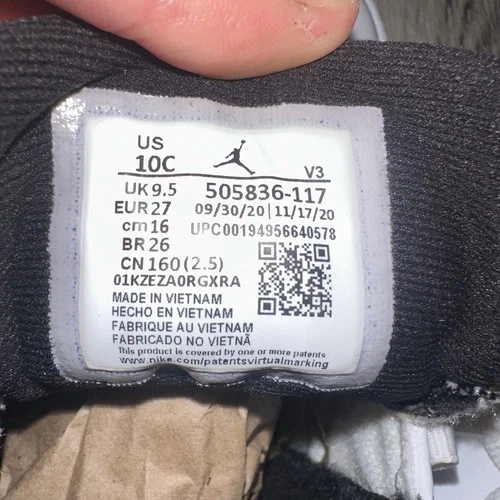 US
10C
V3
UK 9.5 505836-117
EUR 27 09/30/20 | 11/17/20
cm 16 UPC00194956640578
BR 26
CN 160 (2.5)
01KZEZA0RGXRA
MADE IN VIETNAM
HECHO EN VIETNAM
FABRIQUE AU VIETNAM
FABRICADO NO VIETNÃ
This product is covered by one or more patents
www.nike.com/patentsvirtualmarking